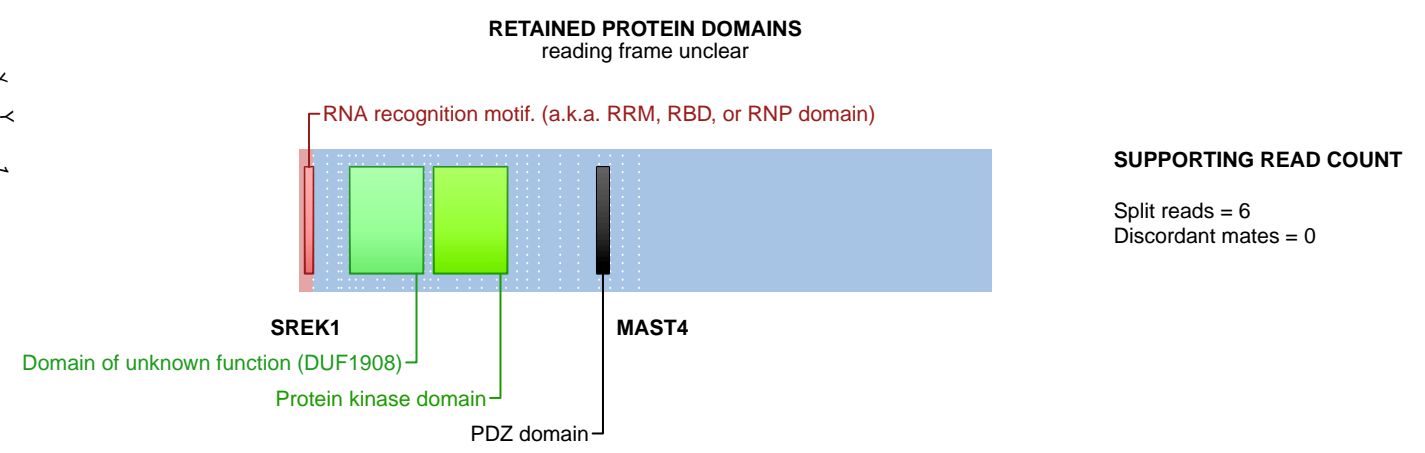 RETAINED PROTEIN DOMAINS
reading frame unclear
RNA recognition motif. (a.k.a. RRM, RBD, or RNP domain)
SREK1
MAST4
Domain of unknown function (DUF1908)
Protein kinase domain
PDZ domain
SUPPORTING READ COUNT
Split reads = 6
Discordant mates = 0